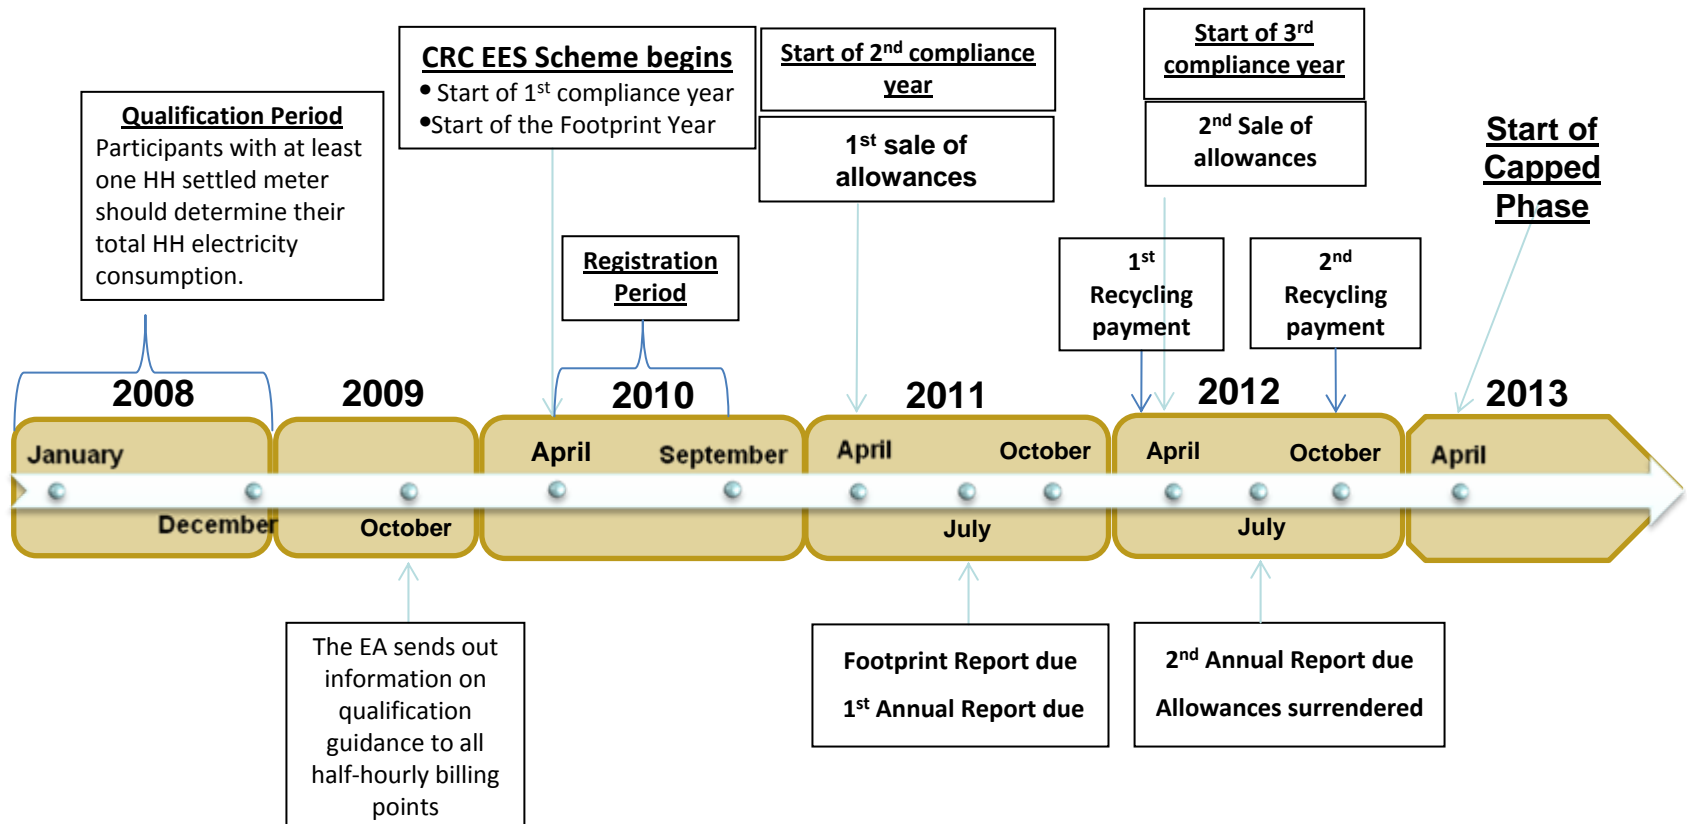 CRC EES Scheme begins
• Start of 1st compliance year
•Start of the Footprint Year
Start of 2nd compliance
year
1st sale of
allowances
Start of 3rd
compliance year
2nd Sale of
allowances
Start of
Capped
Phase
Qualification Period
Participants with at least
one HH settled meter
should determine their
total HH electricity
consumption.
Registration
Period
1st
Recycling
payment
2nd
Recycling
payment
2008
2009
2010
2011
2012
2013
January
December
October
April
September
April
July
October
April
July
October
April
The EA sends out
information on
qualification
guidance to all
half-hourly billing
points
Footprint Report due
1st Annual Report due
2nd Annual Report due
Allowances surrendered